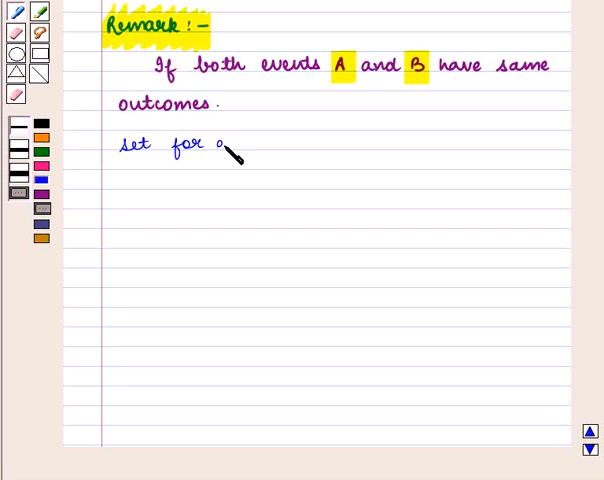 Remark :-
If both events A and B have same
outcomes.
set for